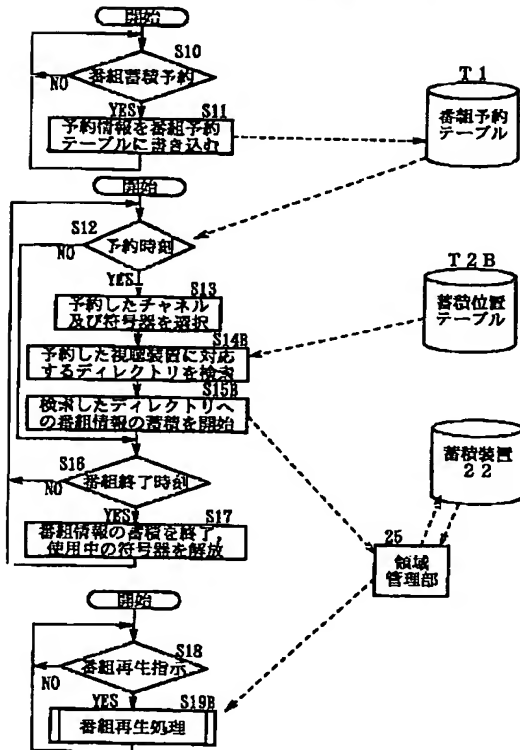 開始
S10
番組蓄積予約
NO
YES
S11
予約情報を番組予約
テーブルに書き込む
T1
番組予約
テーブル
開始
S12
予約時刻
NO
YES
S13
予約したチャネル
及び符号器を選択
S14B
予約した視聴装置に対応
するディレクトリを検索
T2B
蓄積位置
テーブル
S15B
検索したディレクトリへ
の番組情報の蓄積を開始
S16
番組終了時刻
NO
YES
S17
番組情報の蓄積を終了,
使用中の符号器を解放
蓄積装置
22
25
領域
管理部
開始
S18
番組再生指示
NO
YES
S19B
番組再生処理